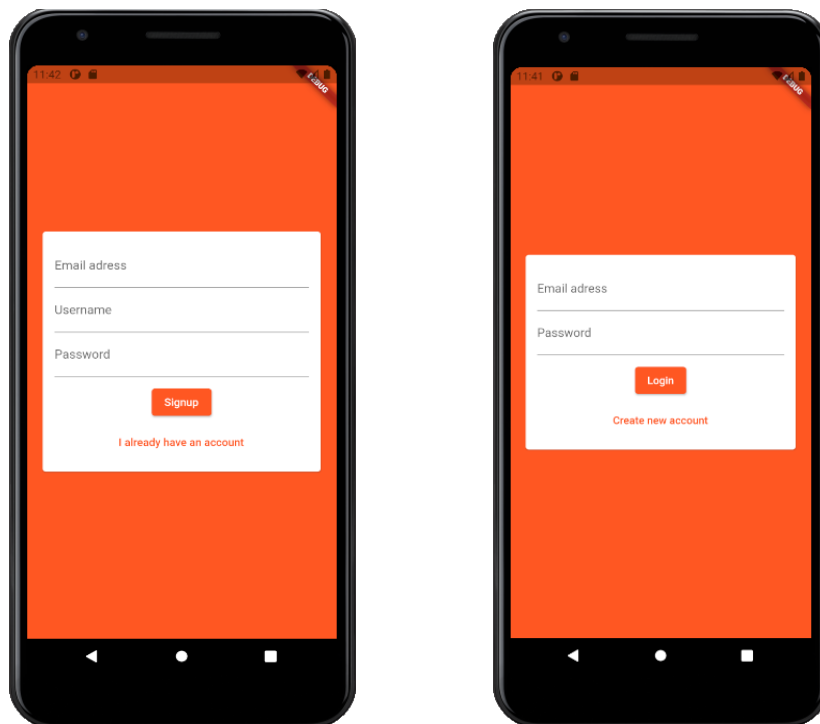 11:42
DEBUG
Email adress
Username
Password
Signup
I already have an account
11:41
DEBUG
Email adress
Password
Login
Create new account